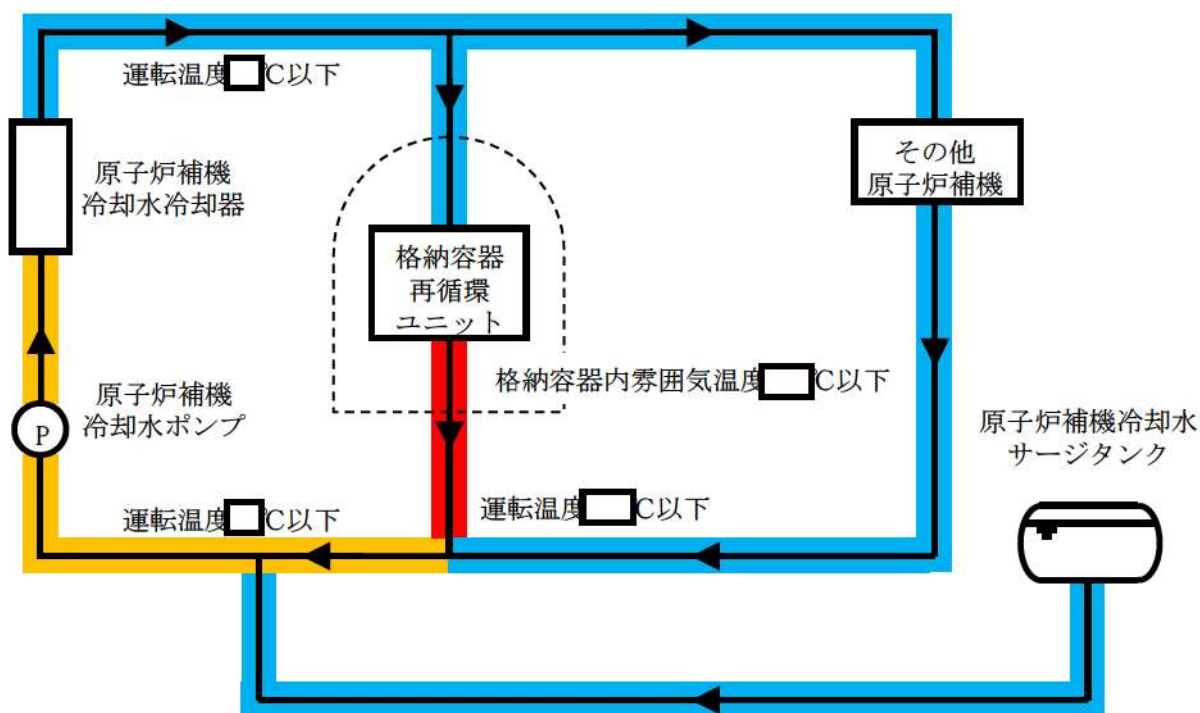 運転温度 ℃以下
その他
原子炉補機
原子炉補機
冷却水冷却器
格納容器
再循環
ユニット
格納容器内雰囲気温度 ℃以下
原子炉補機
冷却水ポンプ
P
原子炉補機冷却水
サージタンク
運転温度 ℃以下
運転温度 ℃以下